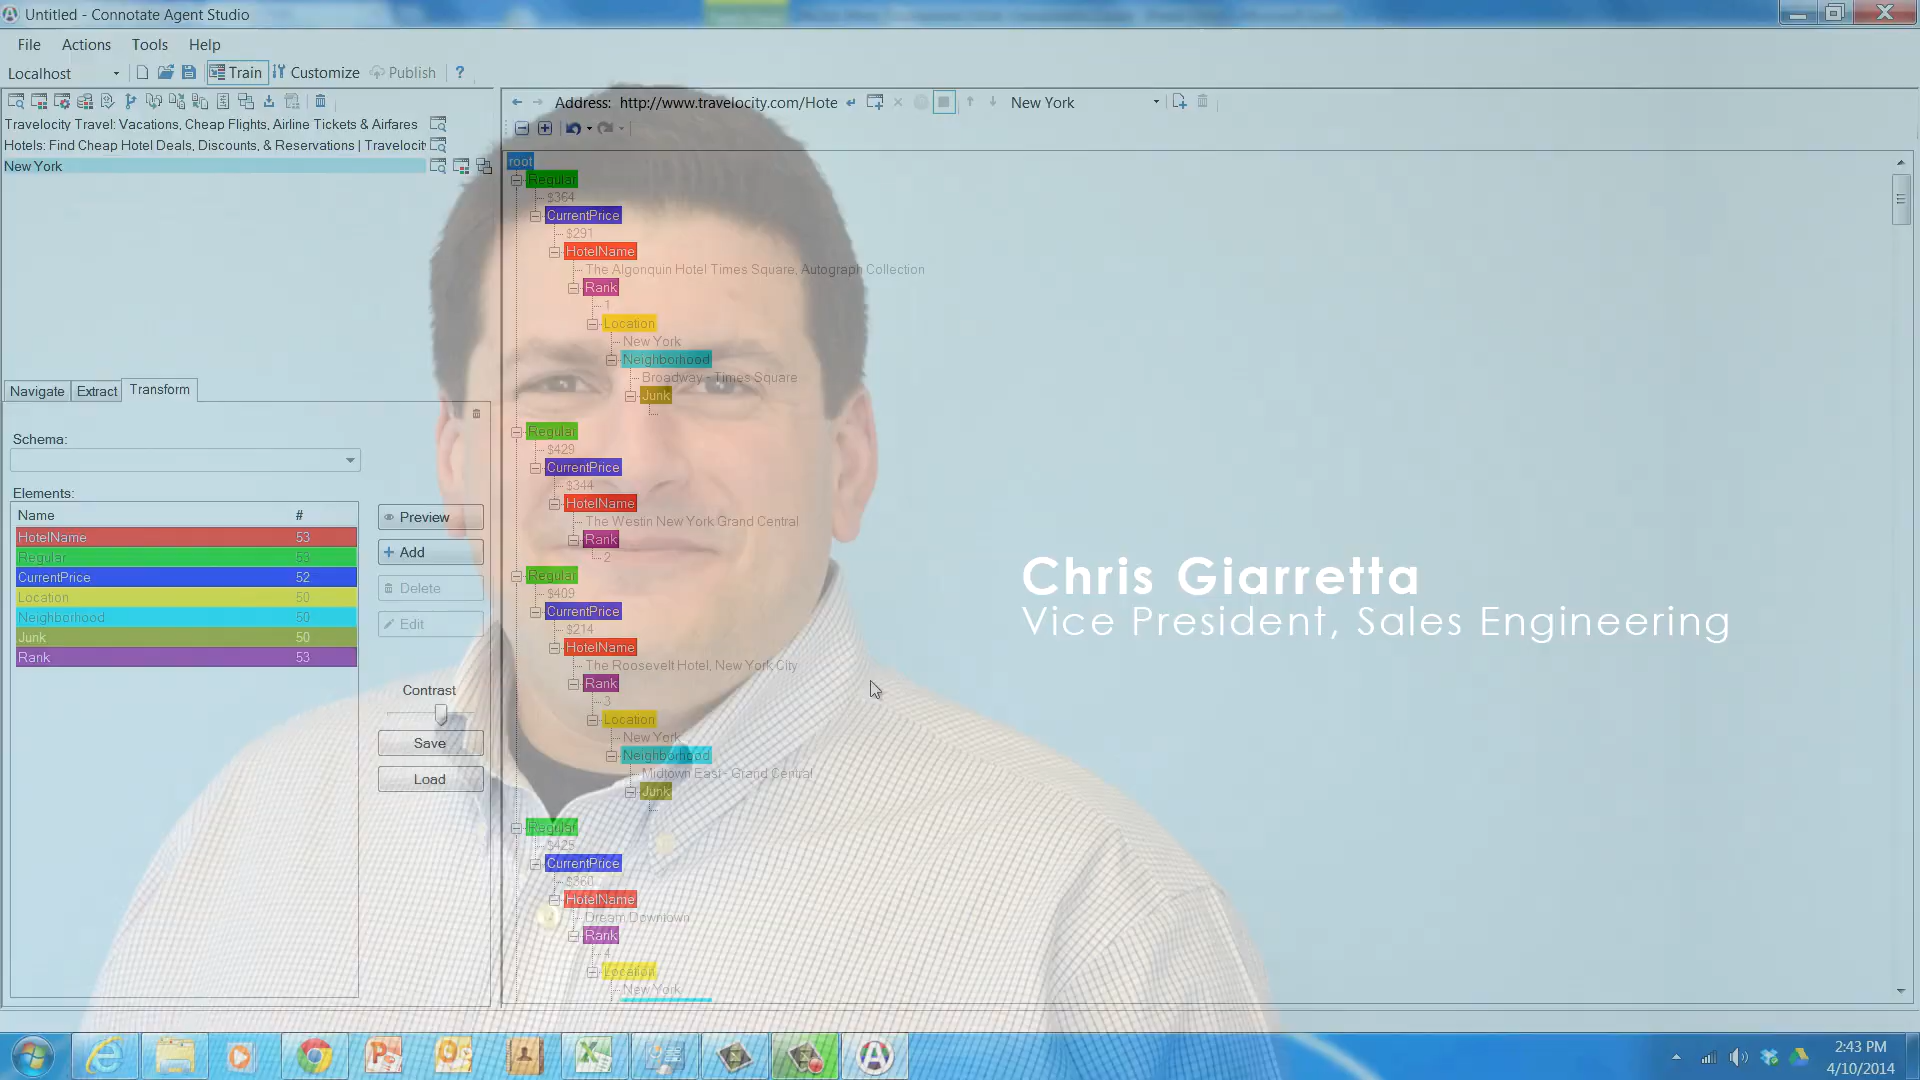 Untitled - Connotate Agent Studio
File Actions Tools Help
Localhost Train Customize Publish ?
Address: http://www.travelocity.com/Hote New York
Travelocity Travel: Vacations, Cheap Flights, Airline Tickets & Airfares
Hotels: Find Cheap Hotel Deals, Discounts, & Reservations | Travelocit
New York
root
Regular
$364
CurrentPrice
$291
HotelName
The Algonquin Hotel Times Square, Autograph Collection
Rank
1
Location
New York
Neighborhood
Broadway - Times Square
Junk
Regular
$429
CurrentPrice
$344
HotelName
The Westin New York Grand Central
Rank
2
Regular
$409
CurrentPrice
$214
HotelName
The Roosevelt Hotel, New York City
Rank
3
Location
New York
Neighborhood
Midtown East - Grand Central
Junk
Regular
$425
CurrentPrice
$360
HotelName
Dream Downtown
Rank
4
Location
New York
Navigate Extract Transform
Schema:
Elements:
Name #
HotelName 53
Regular 53
CurrentPrice 52
Location 50
Neighborhood 50
Junk 50
Rank 53
Preview
Add
Delete
Edit
Contrast
Save
Load
Chris Giarretta
Vice President, Sales Engineering
2:43 PM
4/10/2014